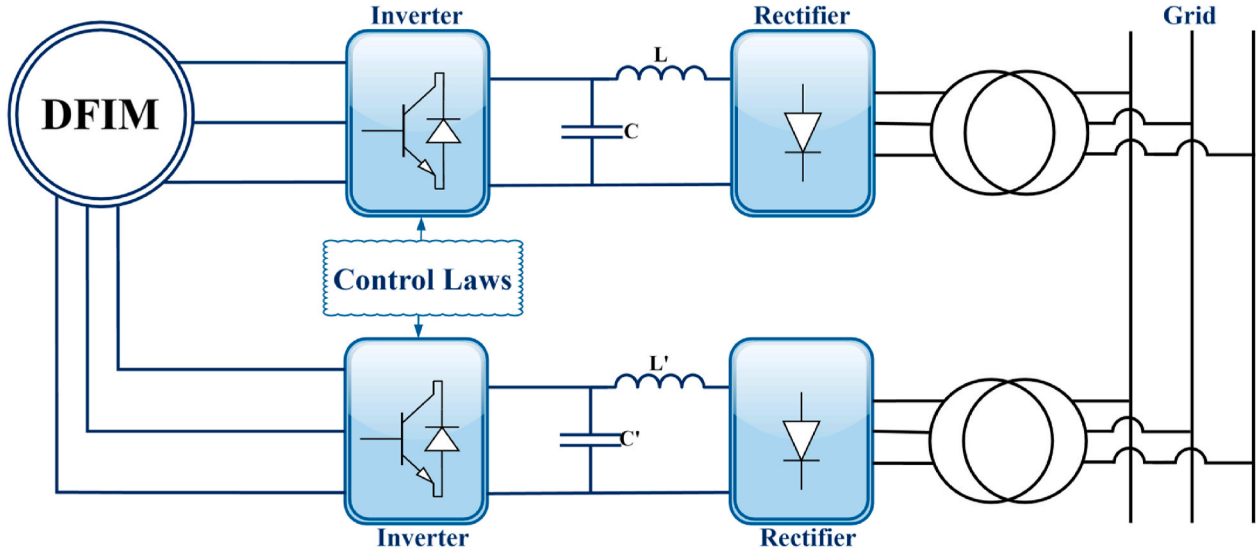 Inverter
Rectifier
Grid
DFIM
L
C
Control Laws
L'
C'
Inverter
Rectifier